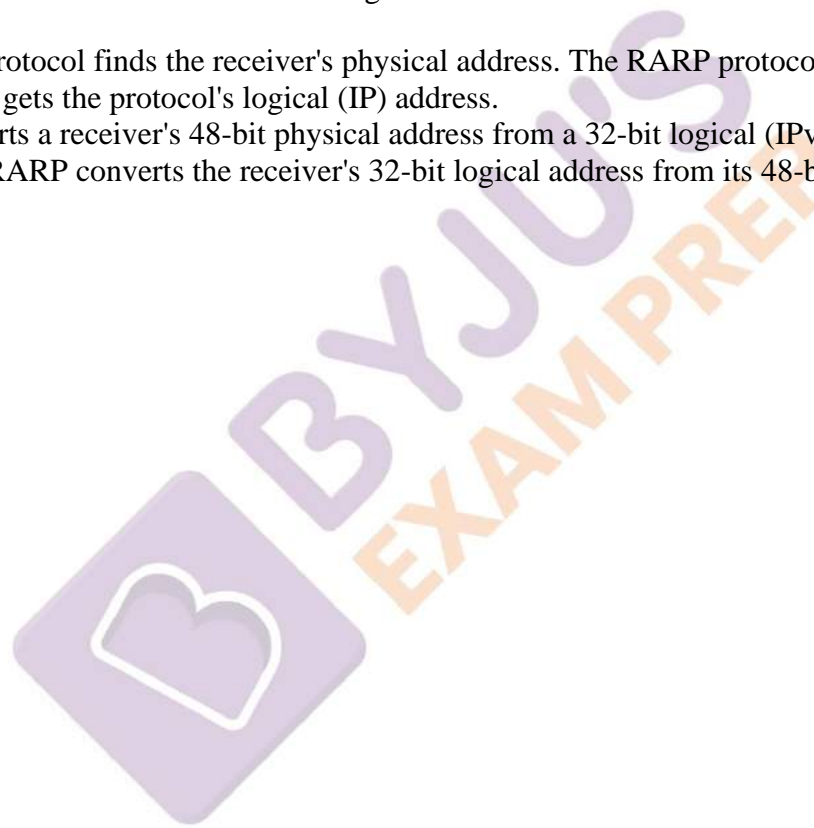 rotocol finds the receiver's physical address. The RARP protoco
gets the protocol's logical (IP) address.
rts a receiver's 48-bit physical address from a 32-bit logical (IPv
RARP converts the receiver's 32-bit logical address from its 48-b
BYJU'S
EXAM PREP